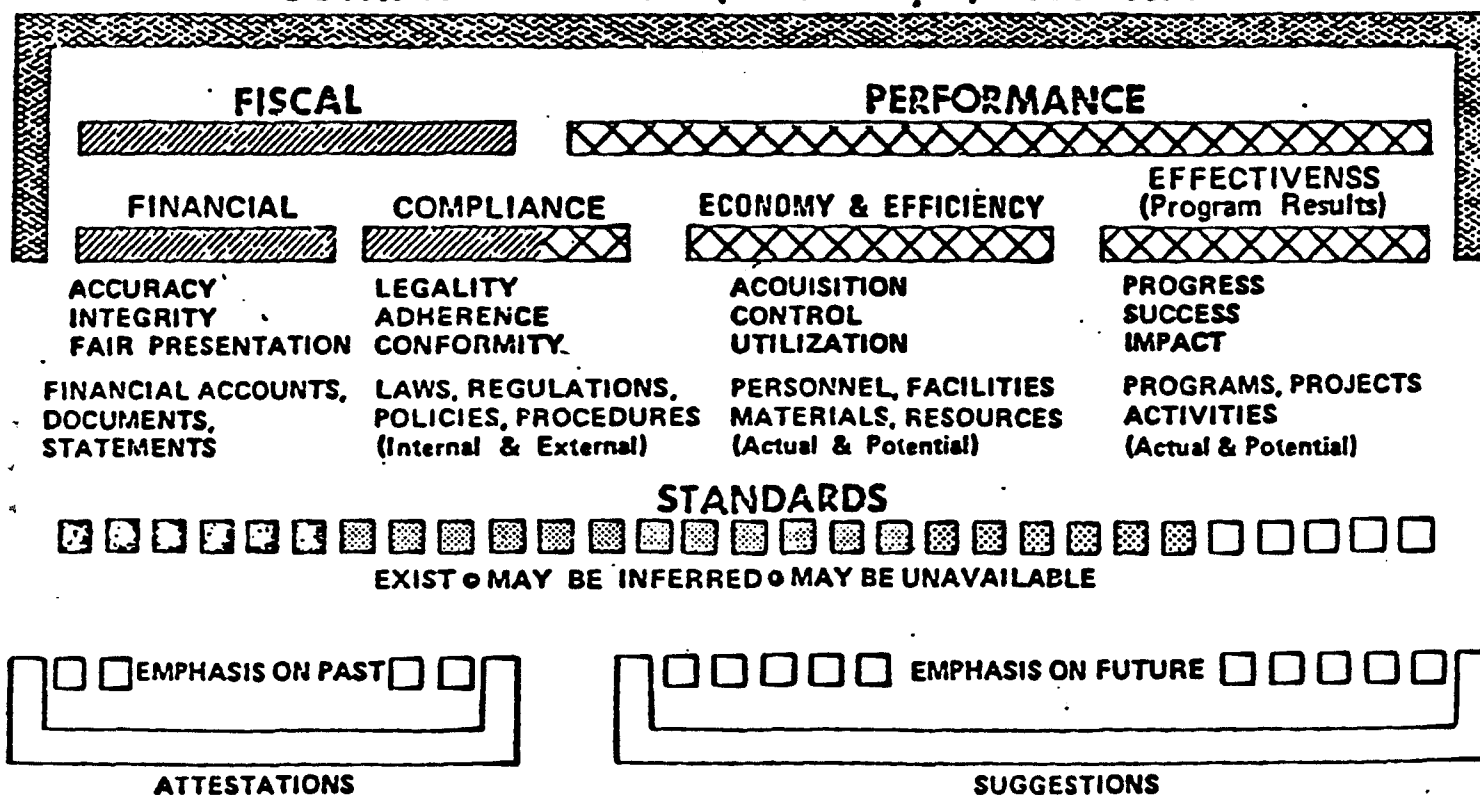 FISCAL
PERFORMANCE
FINANCIAL
COMPLIANCE
ECONOMY & EFFICIENCY
EFFECTIVENSS
(Program Results)
ACCURACY
INTEGRITY
FAIR PRESENTATION
LEGALITY
ADHERENCE
CONFORMITY
ACQUISITION
CONTROL
UTILIZATION
PROGRESS
SUCCESS
IMPACT
FINANCIAL ACCOUNTS,
DOCUMENTS,
STATEMENTS
LAWS, REGULATIONS,
POLICIES, PROCEDURES
(Internal & External)
PERSONNEL, FACILITIES
MATERIALS, RESOURCES
(Actual & Potential)
PROGRAMS, PROJECTS
ACTIVITIES
(Actual & Potential)
STANDARDS
EXIST • MAY BE INFERRED • MAY BE UNAVAILABLE
EMPHASIS ON PAST
EMPHASIS ON FUTURE
ATTESTATIONS
SUGGESTIONS